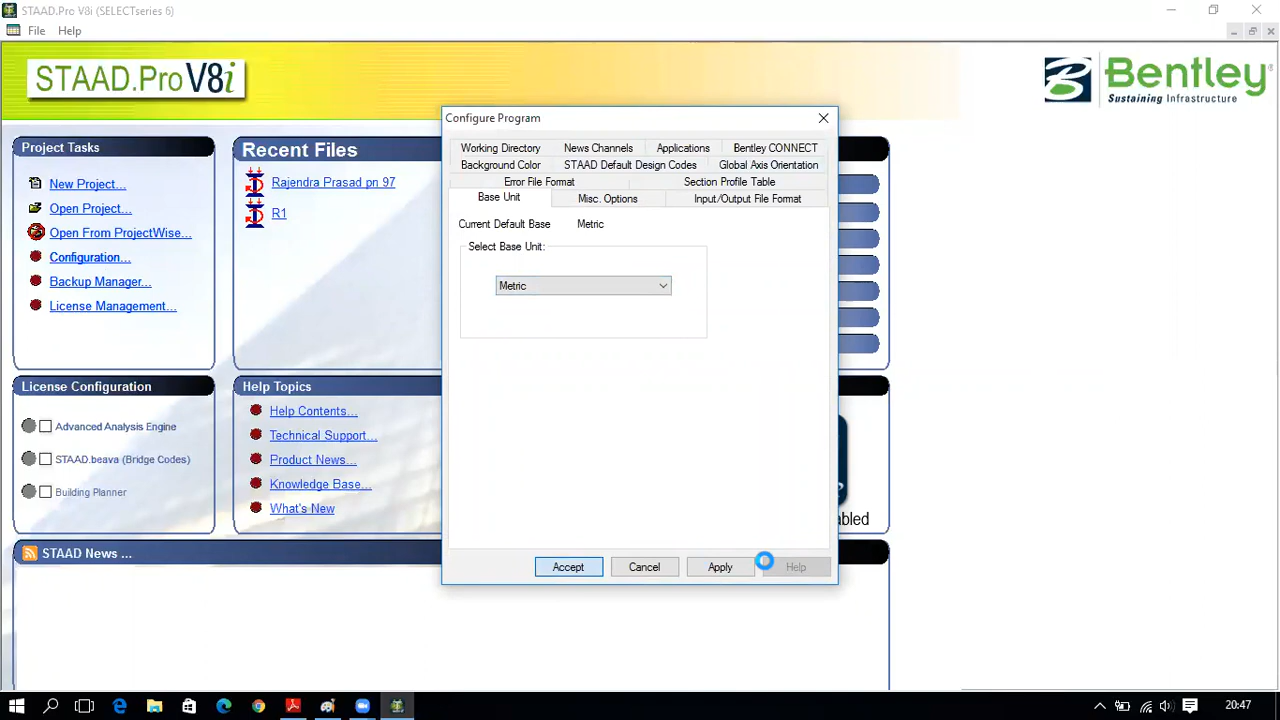 STAAD.Pro V8i (SELECTseries 6)
File Help
STAAD.Pro V8i
Bentley®
Sustaining Infrastructure
Project Tasks
New Project...
Open Project...
Open From ProjectWise...
Configuration...
Backup Manager...
License Management...
Recent Files
Rajendra Prasad pn 97
R1
License Configuration
Advanced Analysis Engine
STAAD.beava (Bridge Codes)
Building Planner
Help Topics
Help Contents...
Technical Support...
Product News...
Knowledge Base...
What's New
abled
STAAD News ...
Configure Program
Working Directory News Channels Applications Bentley CONNECT
Background Color STAAD Default Design Codes Global Axis Orientation
Error File Format Section Profile Table
Base Unit Misc. Options Input/Output File Format
Current Default Base Metric
Select Base Unit:
Metric
Accept Cancel Apply Help
20:47